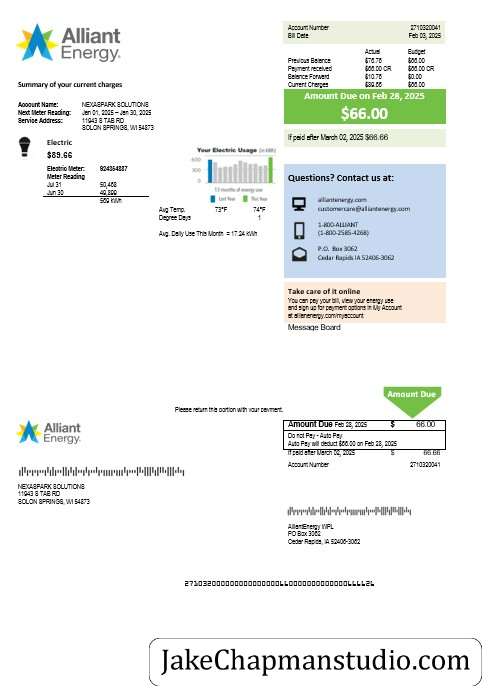 Alliant
Energy.
Account Number 2710320041
Bill Date Feb 03, 2025
Actual Budget
Previous Balance $76.76 $66.00
Payment received $66.00 CR $66.00 CR
Balance Forward $10.76 $0.00
Current Charges $89.66 $66.00
Amount Due on Feb 28, 2025
$66.00
If paid after March 02, 2025 $66.66
Summary of your current charges
Account Name: NEXASPARK SOLUTIONS
Next Meter Reading: Jan 01, 2025 – Jan 30, 2025
Service Address: 11943 S TAB RD
SOLON SPRINGS, WI 54873
Electric
$89.66
Electric Meter: 924354887
Meter Reading
Jul 31 50,468
Jun 30 49,899
569 kWh
Your Electric Usage (in kWh)
600
300
0
13 months of energy use
Last Year This Year
Avg Temp. 73°F 74°F
Degree Days 1
Avg. Daily Use This Month = 17.24 kWh
Questions? Contact us at:
alliantenergy.com
customercare@alliantenergy.com
1-800-ALLIANT
(1-800-2585-4268)
P.O. Box 3062
Cedar Rapids IA 52406-3062
Take care of it online
You can pay your bill, view your energy use
and sign up for payment options in My Account
at alliantenergy.com/myaccount
Message Board
Amount Due
Please return this portion with your payment.
Alliant
Energy.
Amount Due Feb 28, 2025 $ 66.00
Do not Pay - Auto Pay.
Auto Pay will deduct $66.00 on Feb 28, 2025
If paid after March 02, 2025 $ 66.66
Account Number 2710320041
NEXASPARK SOLUTIONS
11943 S TAB RD
SOLON SPRINGS, WI 54873
AlliantEnergy WPL
PO Box 3062
Cedar Rapids, IA 52406-3062
JakeChapmanstudio.com